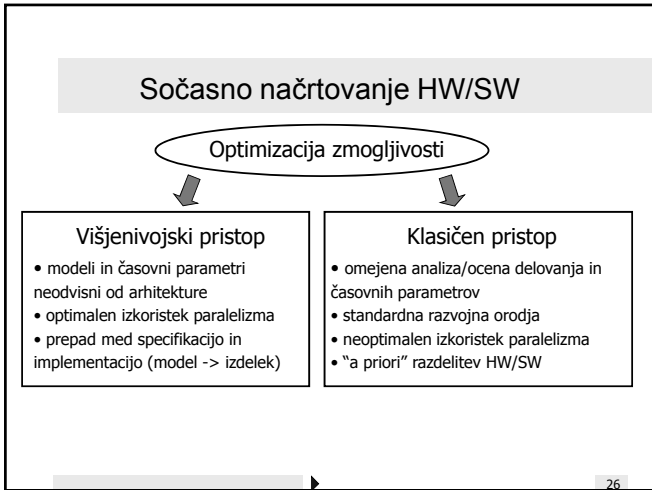 Sočasno načrtovanje HW/SW
Optimizacija zmogljivosti
Višjenivojski pristop
• modeli in časovni parametri
neodvisni od arhitekture
• optimalen izkoristek paralelizma
• prepad med specifikacijo in
implementacijo (model -> izdelek)
Klasičen pristop
• omejena analiza/ocena delovanja in
časovnih parametrov
• standardna razvojna orodja
• neoptimalen izkoristek paralelizma
• “a priori” razdelitev HW/SW
26